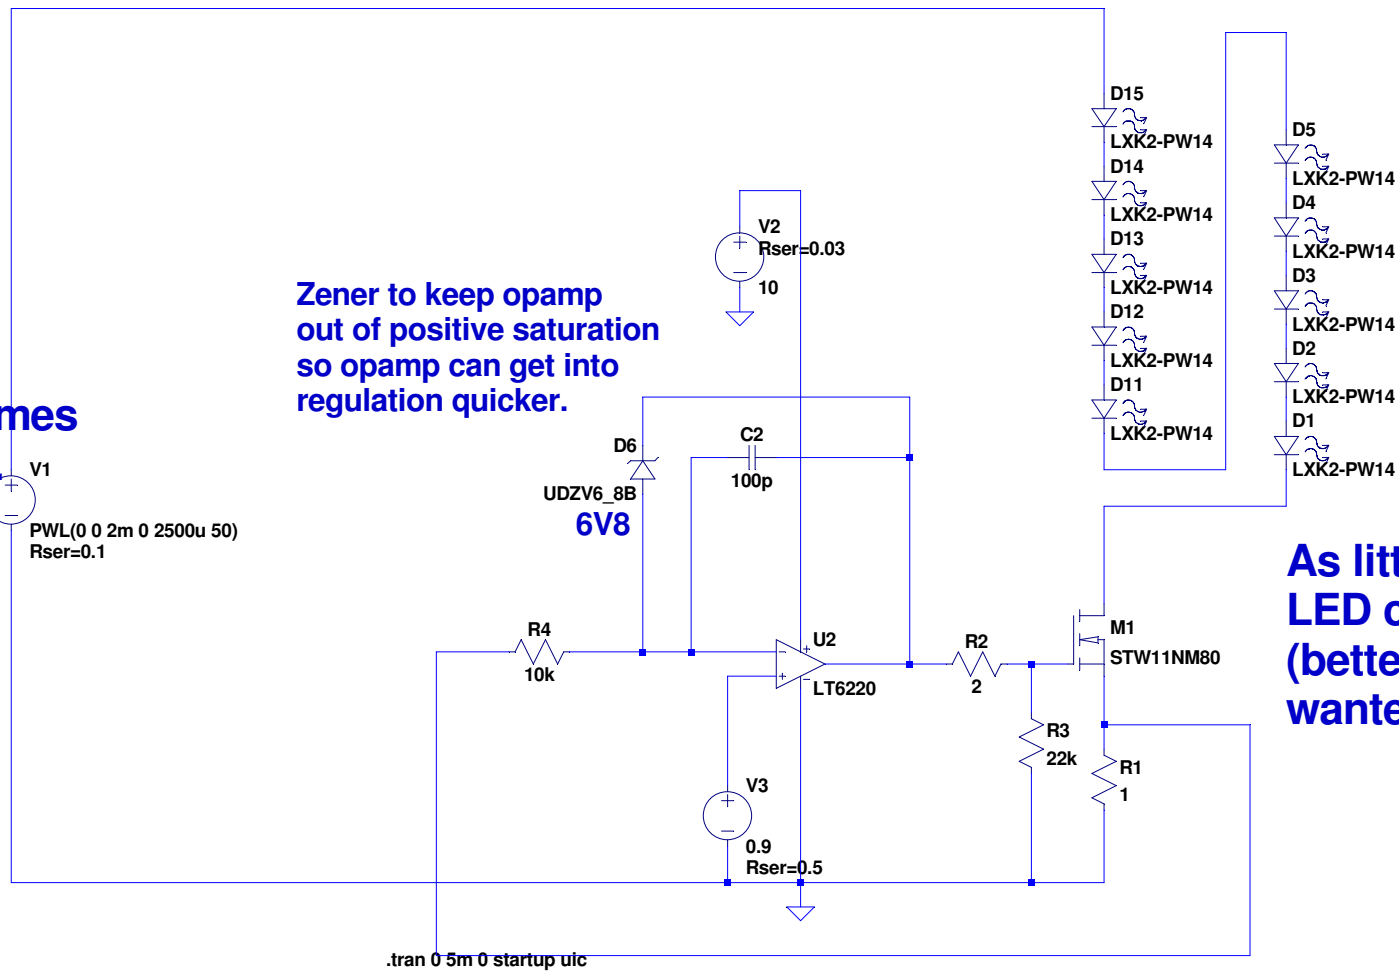 D15
LXK2-PW14
D14
LXK2-PW14
D13
LXK2-PW14
D12
LXK2-PW14
D11
LXK2-PW14
D5
LXK2-PW14
D4
LXK2-PW14
D3
LXK2-PW14
D2
LXK2-PW14
D1
LXK2-PW14
V2
Rser=0.03
10
Zener to keep opamp
out of positive saturation
so opamp can get into
regulation quicker.
V1
PWL(0 0 2m 0 2500u 50)
Rser=0.1
D6
UDZV6_8B
6V8
C2
100p
R4
10k
U2
LT6220
R2
2
M1
STW11NM80
R3
22k
R1
1
V3
0.9
Rser=0.5
As
LED
.tran 0 5m 0 startup uic